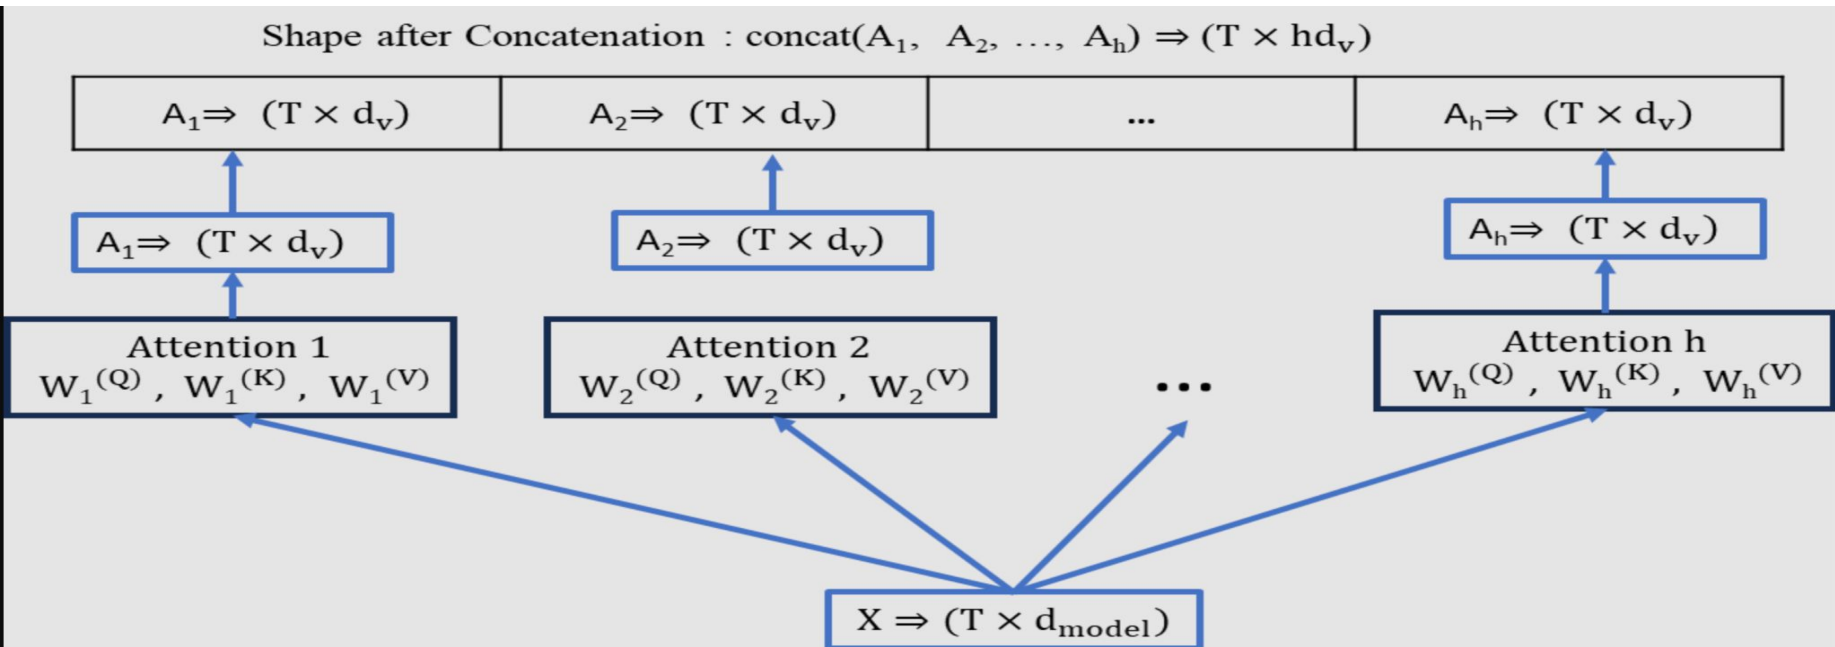 Shape after Concatenation : concat(A₁, A₂, …, Aₕ) ⇒ (T × hdᵥ)
A₁⇒ (T × dᵥ) A₂⇒ (T × dᵥ) ... Aₕ⇒ (T × dᵥ)
A₁⇒ (T × dᵥ) A₂⇒ (T × dᵥ) Aₕ⇒ (T × dᵥ)
Attention 1 Attention 2 Attention h
W₁(Q) , W₁(K) , W₁(V) W₂(Q) , W₂(K) , W₂(V) ... Wₕ(Q) , Wₕ(K) , Wₕ(V)
X ⇒ (T × dmodel)